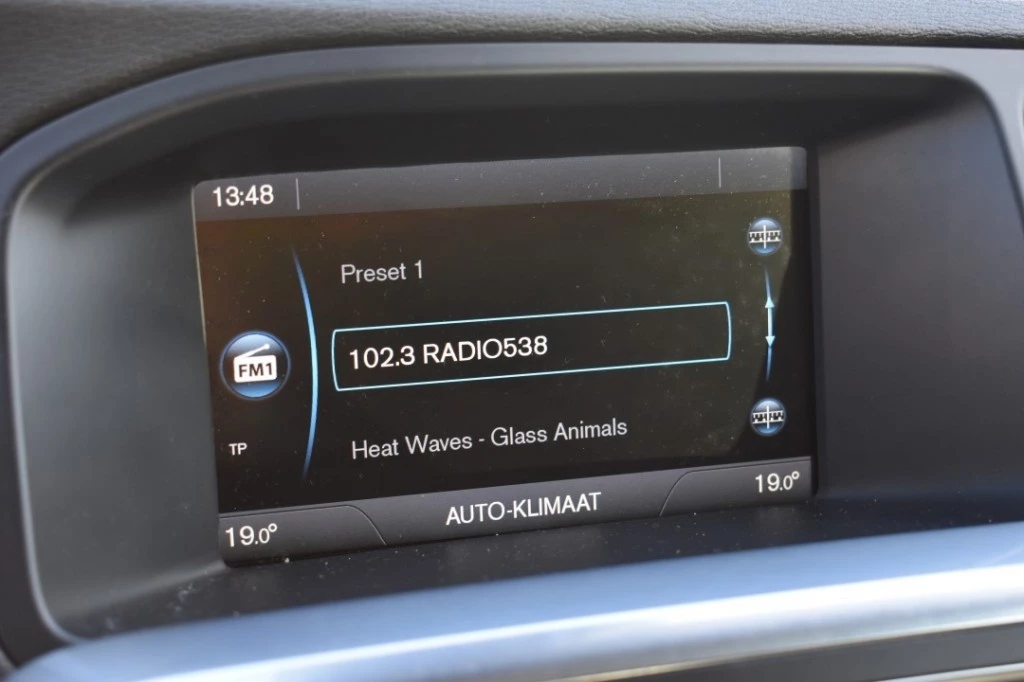 13:48
Preset 1
102.3 RADIO538
FM1
Heat Waves - Glass Animals
TP
19.0°
AUTO-KLIMAAT
19.0°